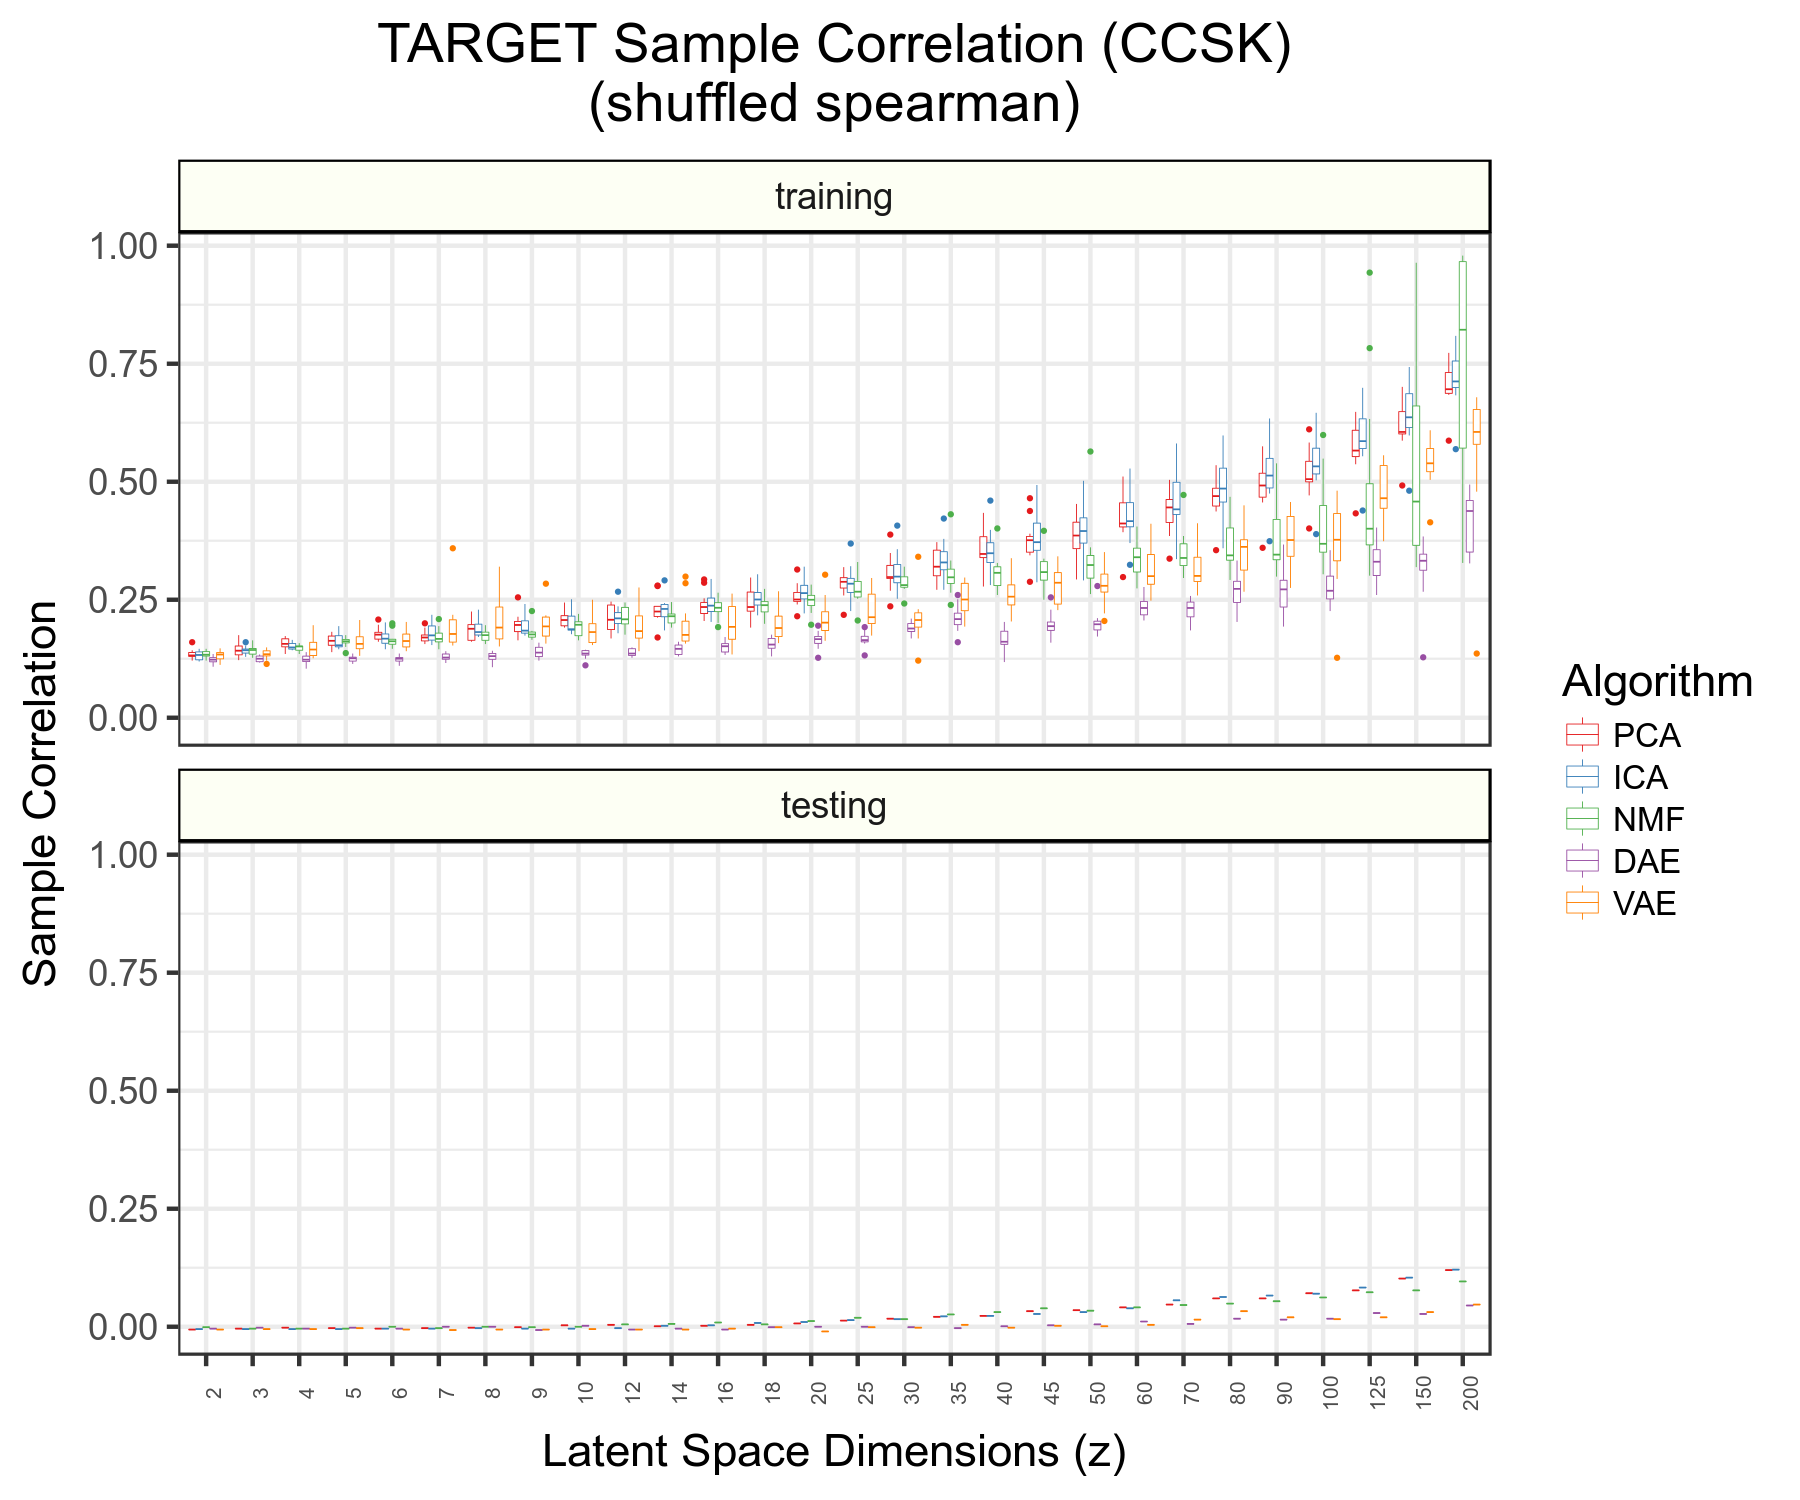 TARGET Sample Correlation (CCSK)
(shuffled spearman)
training
1.00
0.75
0.50
0.25
0.00
testing
1.00
0.75
0.50
0.25
0.00
Sample Correlation
2 3 4 5 6 7 8 9 10 12 14 16 18 20 25 30 35 40 45 50 60 70 80 90 100 125 150 200
Latent Space Dimensions (z)
Algorithm
PCA
ICA
NMF
DAE
VAE